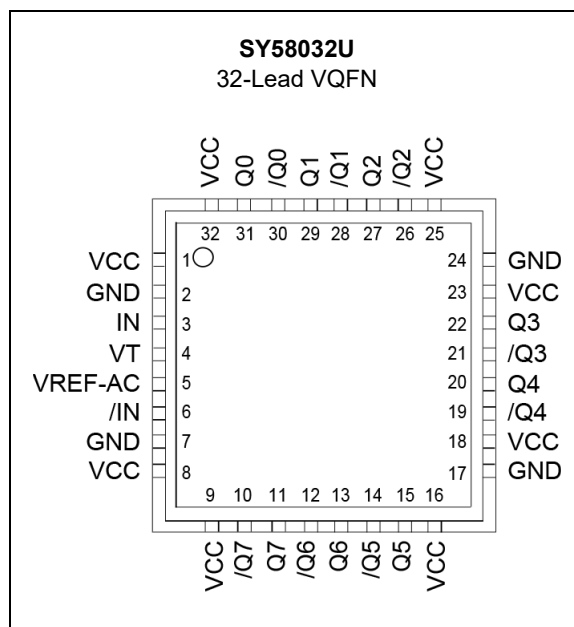 SY58032U
32-Lead VQFN
VCC Q0 /Q0 Q1 /Q1 Q2 /Q2 VCC
32 31 30 29 28 27 26 25
VCC 1 24 GND
GND 2 23 VCC
IN 3 22 Q3
VT 4 21 /Q3
VREF-AC 5 20 Q4
/IN 6 19 /Q4
GND 7 18 VCC
VCC 8 17 GND
9 10 11 12 13 14 15 16
VCC /Q7 Q7 /Q6 Q6 /Q5 Q5 VCC